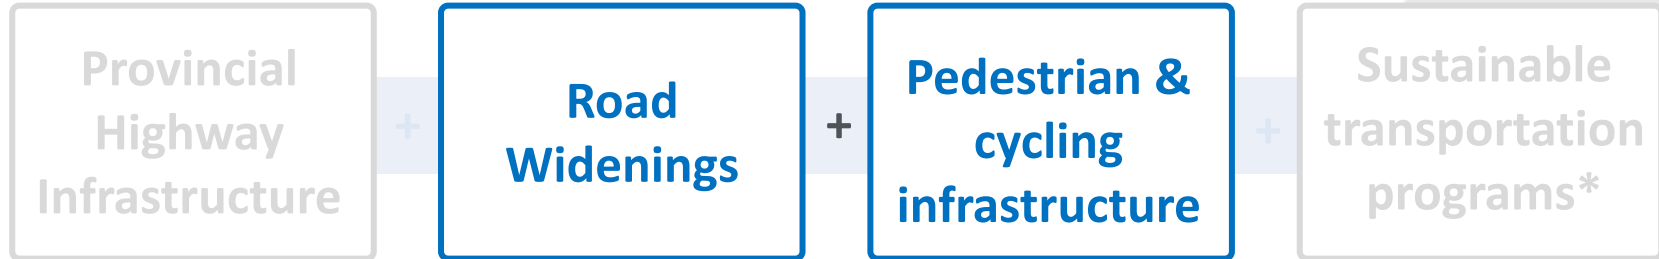 Provincial
Highway
Infrastructure
+
Road
Widenings
+
Pedestrian &
cycling
infrastructure
+
Sustainable
transportation
programs*